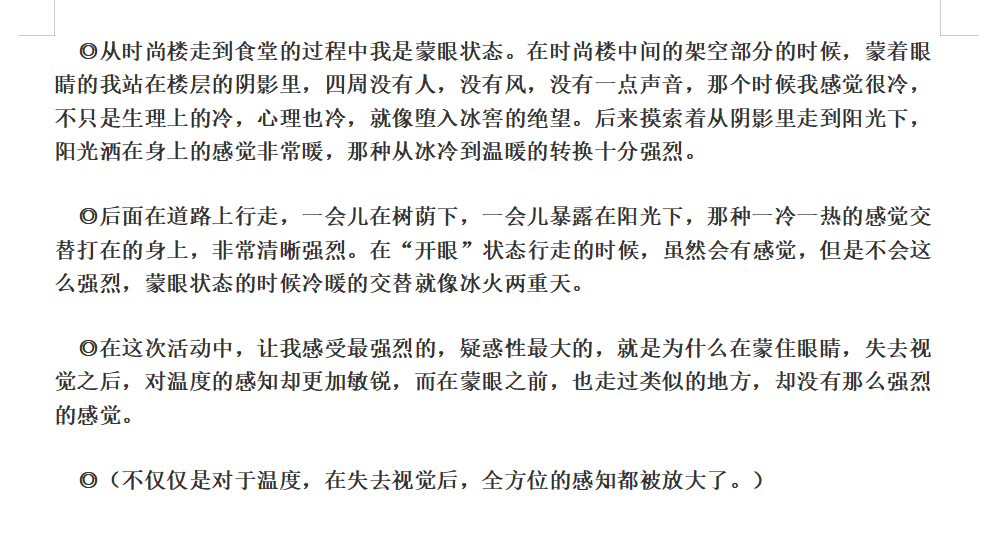 ◎从时尚楼走到食堂的过程中我是蒙眼状态。在时尚楼中间的架空部分的时候，蒙着眼
睛的我站在楼层的阴影里，四周没有人，没有风，没有一点声音，那个时候我感觉很冷，
不只是生理上的冷，心理也冷，就像堕入冰窖的绝望。后来摸索着从阴影里走到阳光下，
阳光洒在身上的感觉非常暖，那种从冰冷到温暖的转换十分强烈。
◎后面在道路上行走，一会儿在树荫下，一会儿暴露在阳光下，那种一冷一热的感觉交
替打在的身上，非常清晰强烈。在“开眼”状态行走的时候，虽然会有感觉，但是不会这
么强烈，蒙眼状态的时候冷暖的交替就像冰火两重天。
◎在这次活动中，让我感受最强烈的，疑惑性最大的，就是为什么在蒙住眼睛，失去视
觉之后，对温度的感知却更加敏锐，而在蒙眼之前，也走过类似的地方，却没有那么强烈
的感觉。
◎（不仅仅是对于温度，在失去视觉后，全方位的感知都被放大了。）